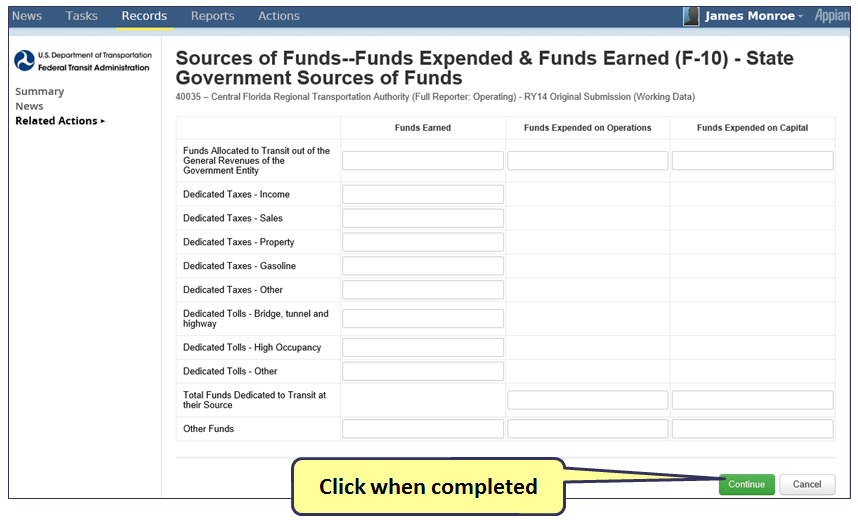 News Tasks Records Reports Actions James Monroe Appian
U.S. Department of Transportation
Federal Transit Administration
Summary
News
Related Actions ▸
Sources of Funds--Funds Expended & Funds Earned (F-10) - State
Government Sources of Funds
40035 – Central Florida Regional Transportation Authority (Full Reporter: Operating) - RY14 Original Submission (Working Data)
Funds Earned Funds Expended on Operations Funds Expended on Capital
Funds Allocated to Transit out of the
General Revenues of the
Government Entity
Dedicated Taxes - Income
Dedicated Taxes - Sales
Dedicated Taxes - Property
Dedicated Taxes - Gasoline
Dedicated Taxes - Other
Dedicated Tolls - Bridge, tunnel and
highway
Dedicated Tolls - High Occupancy
Dedicated Tolls - Other
Total Funds Dedicated to Transit at
their Source
Other Funds
Click when completed
Continue Cancel